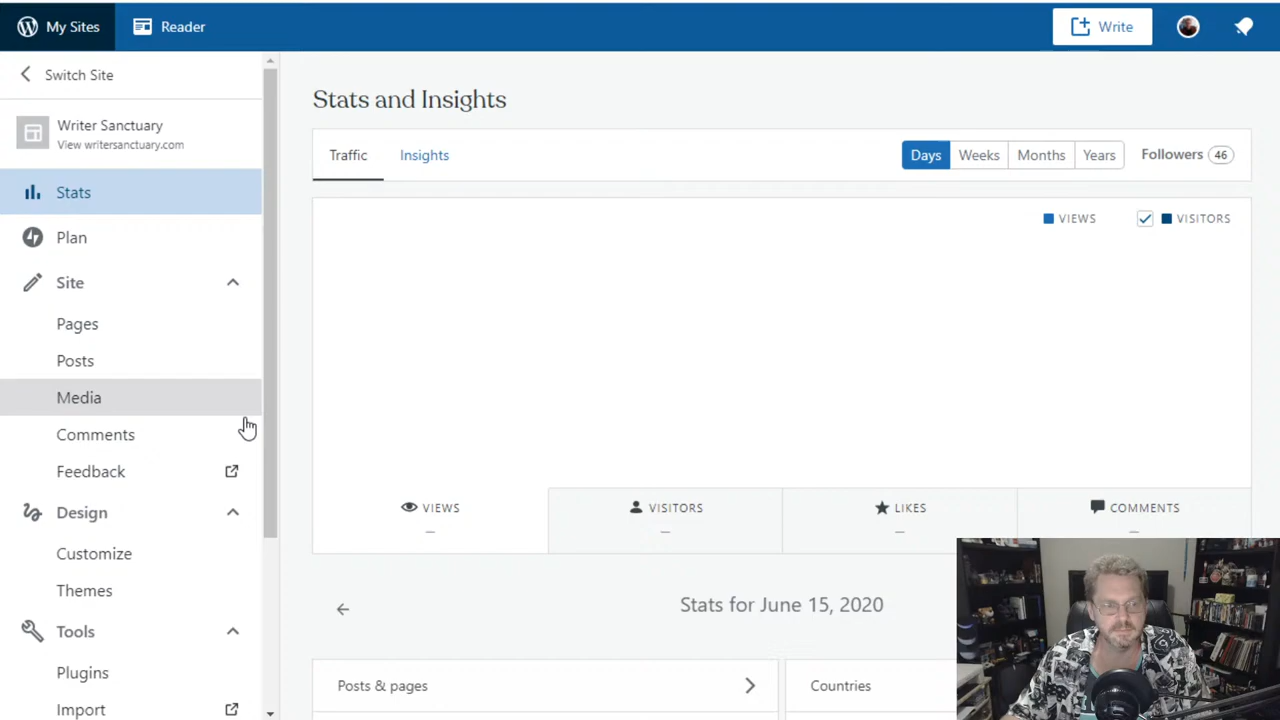 My Sites
Reader
Write
Switch Site
Writer Sanctuary
View writersanctuary.com
Stats
Plan
Site
Pages
Posts
Media
Comments
Feedback
Design
Customize
Themes
Tools
Plugins
Import
Stats and Insights
Traffic
Insights
Days
Weeks
Months
Years
Followers 46
VIEWS
VISITORS
VIEWS
–
VISITORS
–
LIKES
–
COMMENTS
–
Stats for June 15, 2020
Posts & pages
Countries